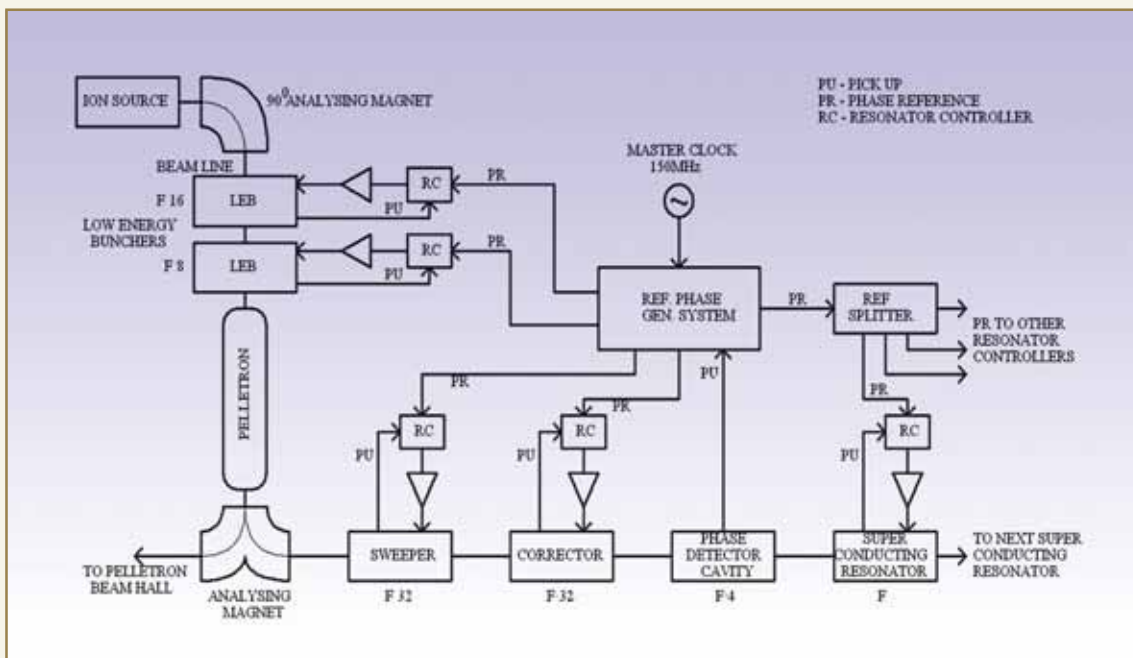 ION SOURCE
90⁰ ANALYSING MAGNET
PU - PICK UP
PR - PHASE REFERENCE
RC - RESONATOR CONTROLLER
MASTER CLOCK
150MHz
BEAM LINE
F 16
LEB
RC
PR
PU
LOW ENERGY
BUNCHERS
F 8
LEB
RC
PR
PU
REF. PHASE
GEN. SYSTEM
PR
REF
SPLITTER
PR TO OTHER
RESONATOR
CONTROLLERS
PELLETRON
PR
PR
PU
PR
RC
RC
RC
PU
PU
PU
SWEEPER
CORRECTOR
PHASE
DETECTOR
CAVITY
SUPER
CONDUCTING
RESONATOR
TO NEXT SUPER
CONDUCTING
RESONATOR
TO PELLETRON
BEAM HALL
ANALYSING
MAGNET
F 32
F 32
F 4
F